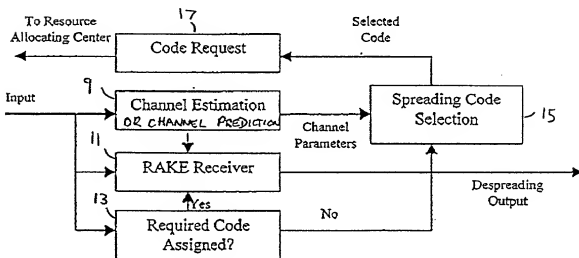 To Resource
Allocating Center
17
Code Request
Selected
Code
Input
9
Channel Estimation
OR CHANNEL PREDICTION
Channel
Parameters
Spreading Code
Selection
15
11
RAKE Receiver
Despreading
Output
Yes
13
Required Code
Assigned?
No